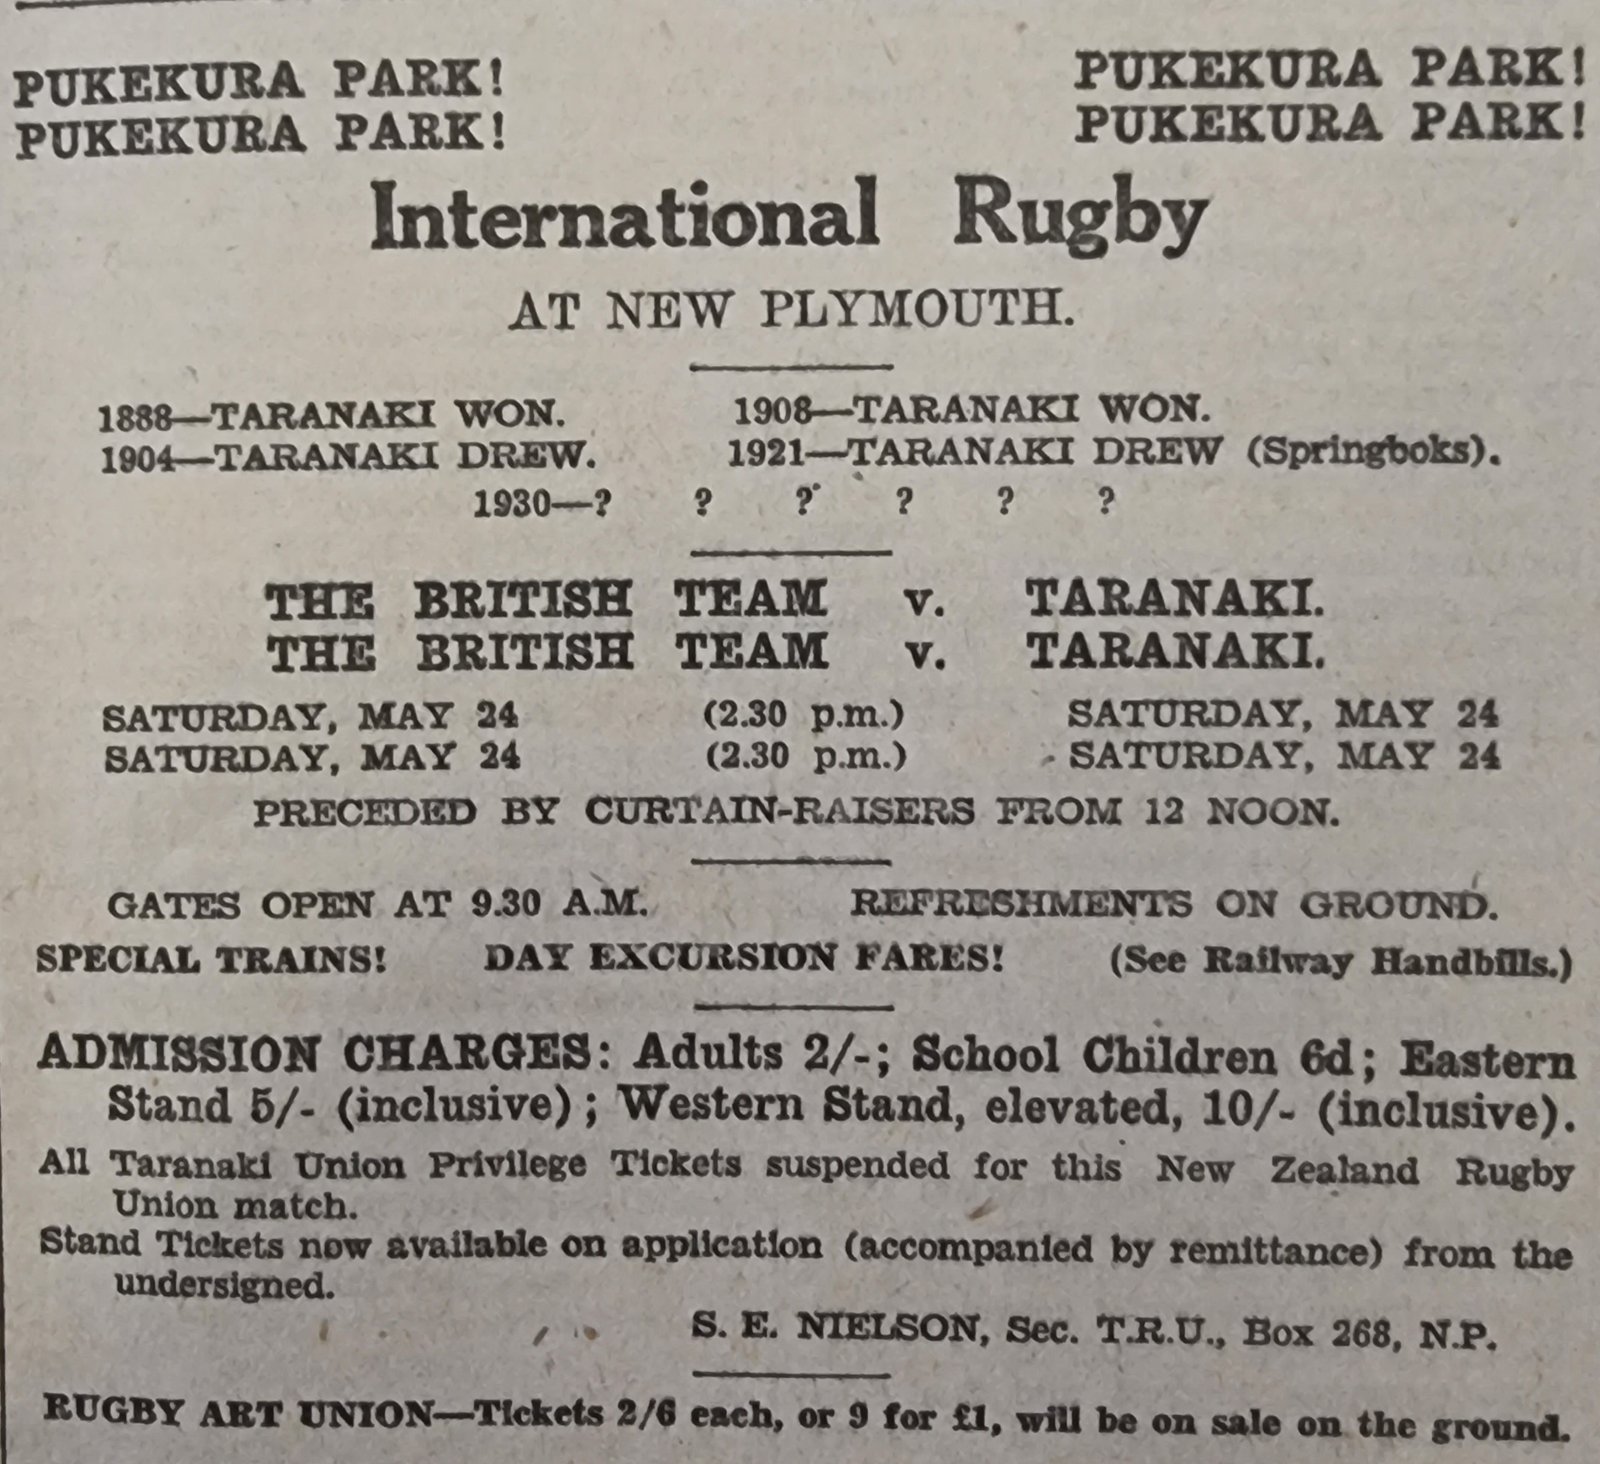 PUKEKURA PARK! PUKEKURA PARK!
PUKEKURA PARK! PUKEKURA PARK!
International Rugby
AT NEW PLYMOUTH.
1888—TARANAKI WON. 1908—TARANAKI WON.
1904—TARANAKI DREW. 1921—TARANAKI DREW (Springboks).
1930—? ? ? ? ? ?
THE BRITISH TEAM v. TARANAKI.
THE BRITISH TEAM v. TARANAKI.
SATURDAY, MAY 24 (2.30 p.m.) SATURDAY, MAY 24
SATURDAY, MAY 24 (2.30 p.m.) SATURDAY, MAY 24
PRECEDED BY CURTAIN-RAISERS FROM 12 NOON.
GATES OPEN AT 9.30 A.M. REFRESHMENTS ON GROUND.
SPECIAL TRAINS! DAY EXCURSION FARES! (See Railway Handbills.)
ADMISSION CHARGES: Adults 2/-; School Children 6d; Eastern
Stand 5/- (inclusive); Western Stand, elevated, 10/- (inclusive).
All Taranaki Union Privilege Tickets suspended for this New Zealand Rugby
Union match.
Stand Tickets now available on application (accompanied by remittance) from the
undersigned.
S. E. NIELSON, Sec. T.R.U., Box 268, N.P.
RUGBY ART UNION—Tickets 2/6 each, or 9 for £1, will be on sale on the ground.